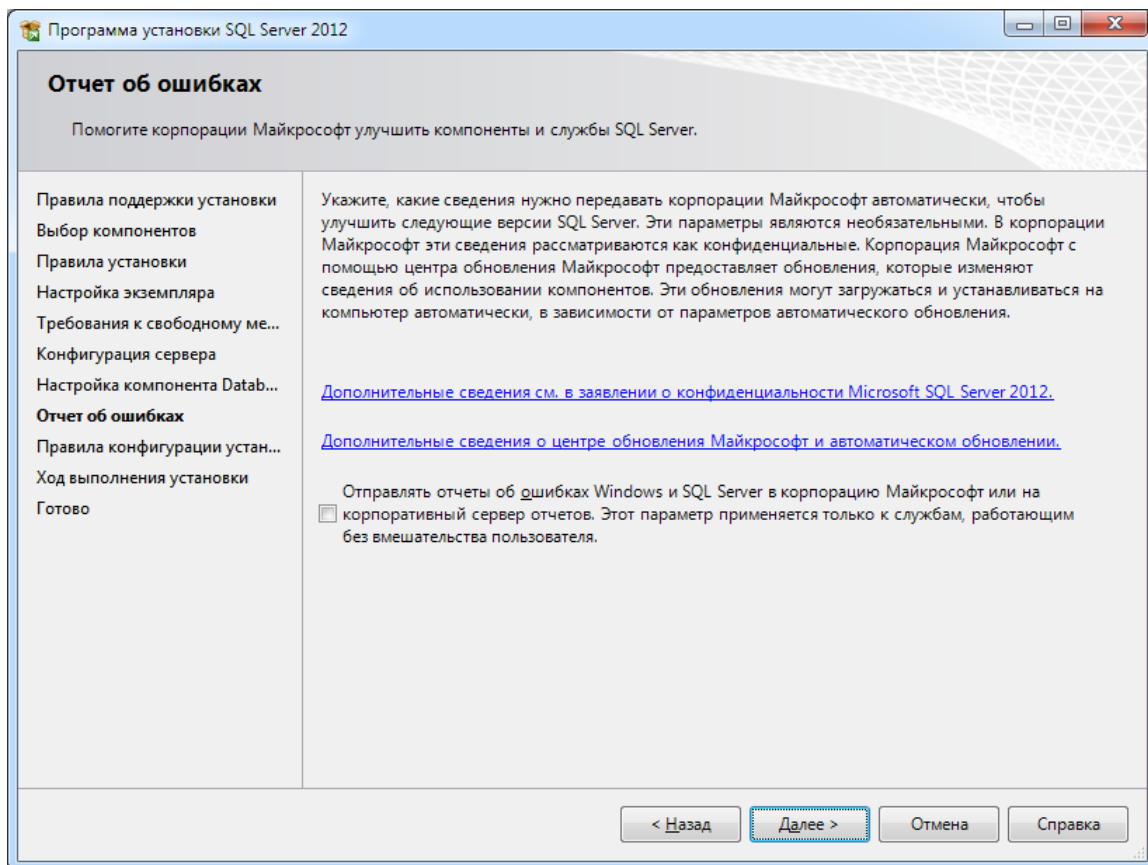 Программа установки SQL Server 2012
Отчет об ошибках
Помогите корпорации Майкрософт улучшить компоненты и службы SQL Server.
Правила поддержки установки
Выбор компонентов
Правила установки
Настройка экземпляра
Требования к свободному ме...
Конфигурация сервера
Настройка компонента Datab...
Отчет об ошибках
Правила конфигурации устан...
Ход выполнения установки
Готово
Укажите, какие сведения нужно передавать корпорации Майкрософт автоматически, чтобы
улучшить следующие версии SQL Server. Эти параметры являются необязательными. В корпорации
Майкрософт эти сведения рассматриваются как конфиденциальные. Корпорация Майкрософт с
помощью центра обновления Майкрософт предоставляет обновления, которые изменяют
сведения об использовании компонентов. Эти обновления могут загружаться и устанавливаться на
компьютер автоматически, в зависимости от параметров автоматического обновления.
Дополнительные сведения см. в заявлении о конфиденциальности Microsoft SQL Server 2012.
Дополнительные сведения о центре обновления Майкрософт и автоматическом обновлении.
Отправлять отчеты об ошибках Windows и SQL Server в корпорацию Майкрософт или на
корпоративный сервер отчетов. Этот параметр применяется только к службам, работающим
без вмешательства пользователя.
< Назад
Далее >
Отмена
Справка